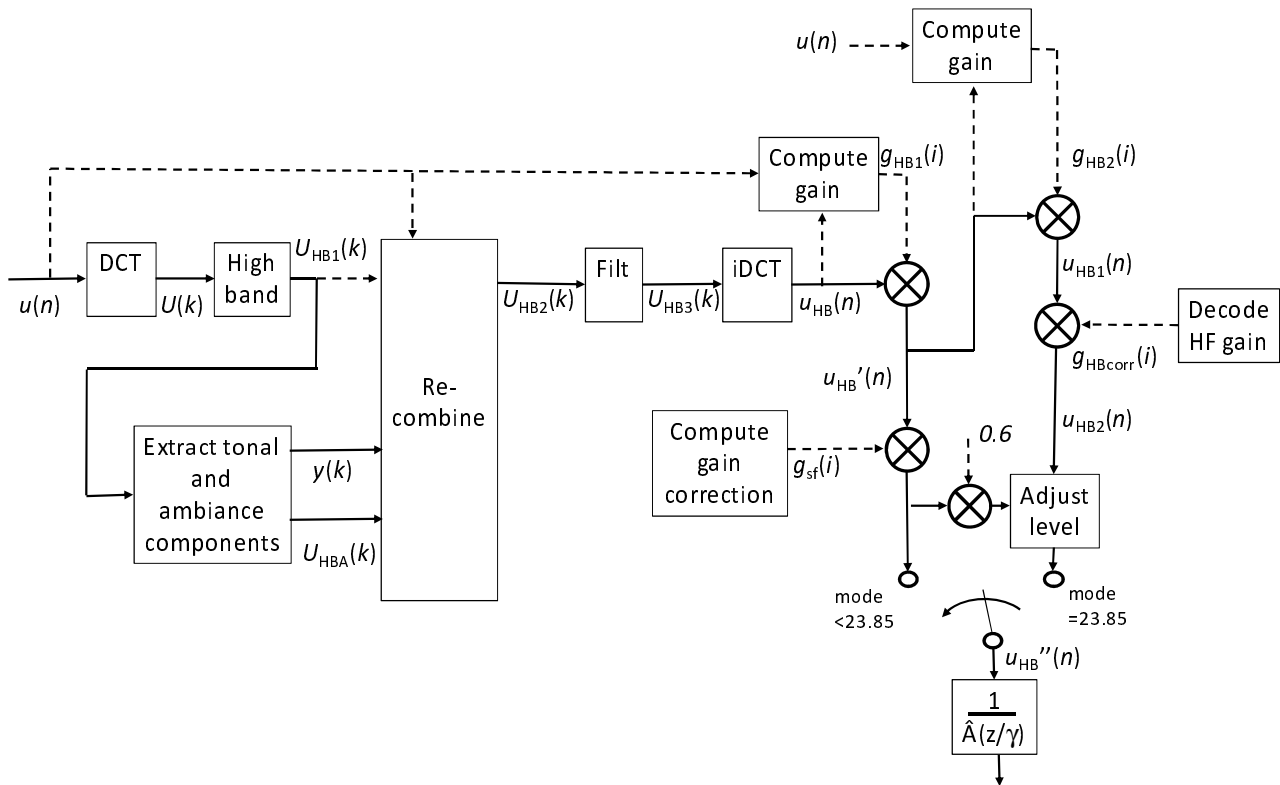 u(n)
Compute
gain
g_HB2(i)
Compute
gain
g_HB1(i)
u(n)
DCT
U(k)
High
band
U_HB1(k)
Re-
combine
U_HB2(k)
Filt
U_HB3(k)
iDCT
u_HB(n)
u_HB1(n)
Decode
HF gain
g_HBcorr(i)
u_HB'(n)
u_HB2(n)
Extract tonal
and
ambiance
components
y(k)
U_HBA(k)
Compute
gain
correction
g_sf(i)
0.6
Adjust
level
mode
<23.85
mode
=23.85
u_HB''(n)
1
Â(z/γ)